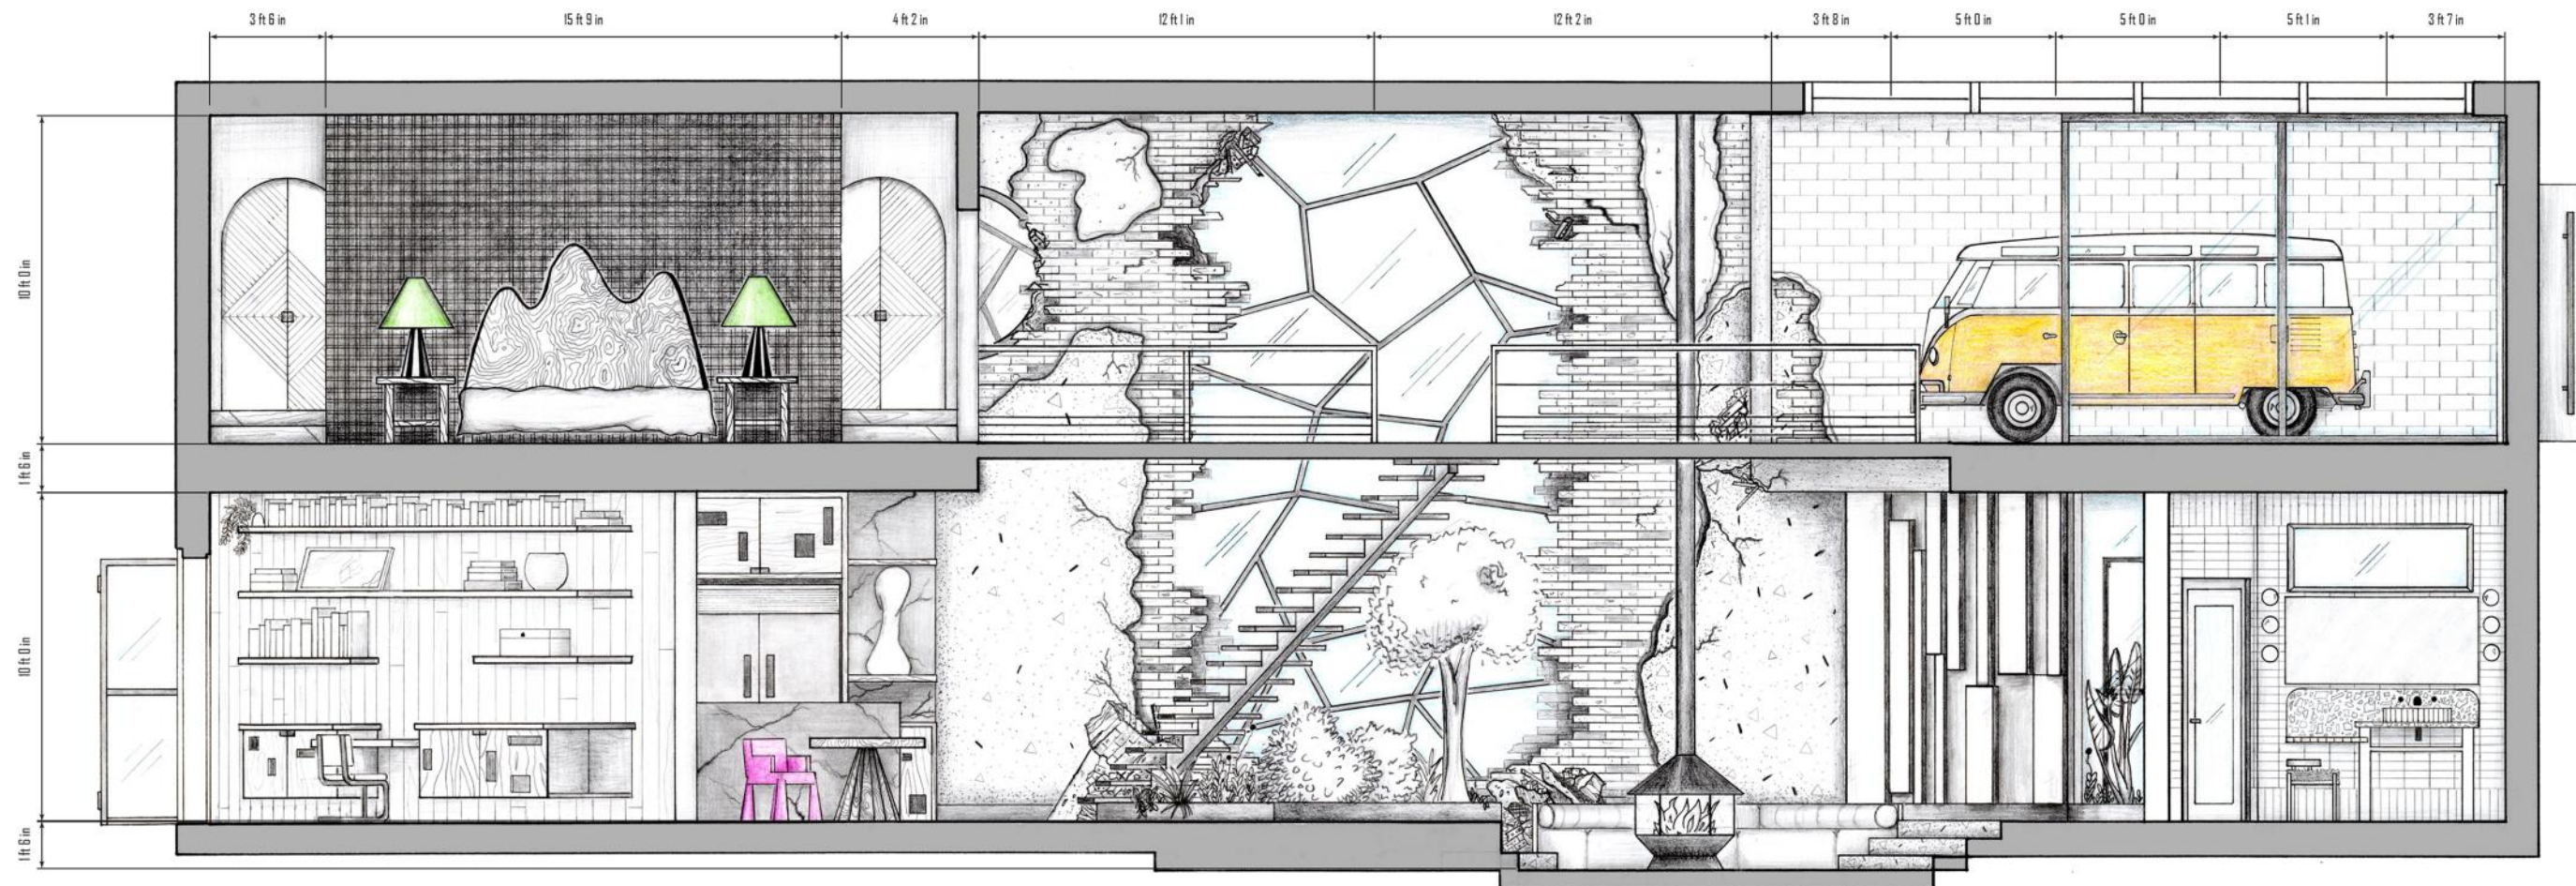 3 ft 6 in
15 ft 9 in
4 ft 2 in
12 ft 1 in
12 ft 2 in
3 ft 8 in
5 ft 0 in
5 ft 0 in
5 ft 1 in
3 ft 7 in
10 ft 0 in
1 ft 6 in
10 ft 0 in
1 ft 6 in